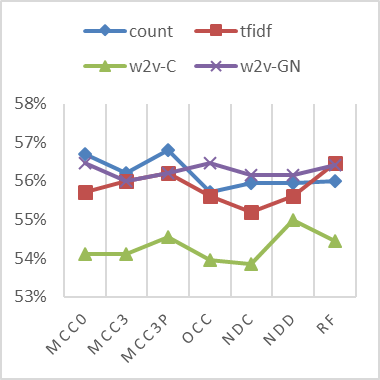 count tfidf
w2v-C w2v-GN
58%
57%
56%
55%
54%
53%
MCC0 MCC3 MCC3P OCC NDC NDD RF